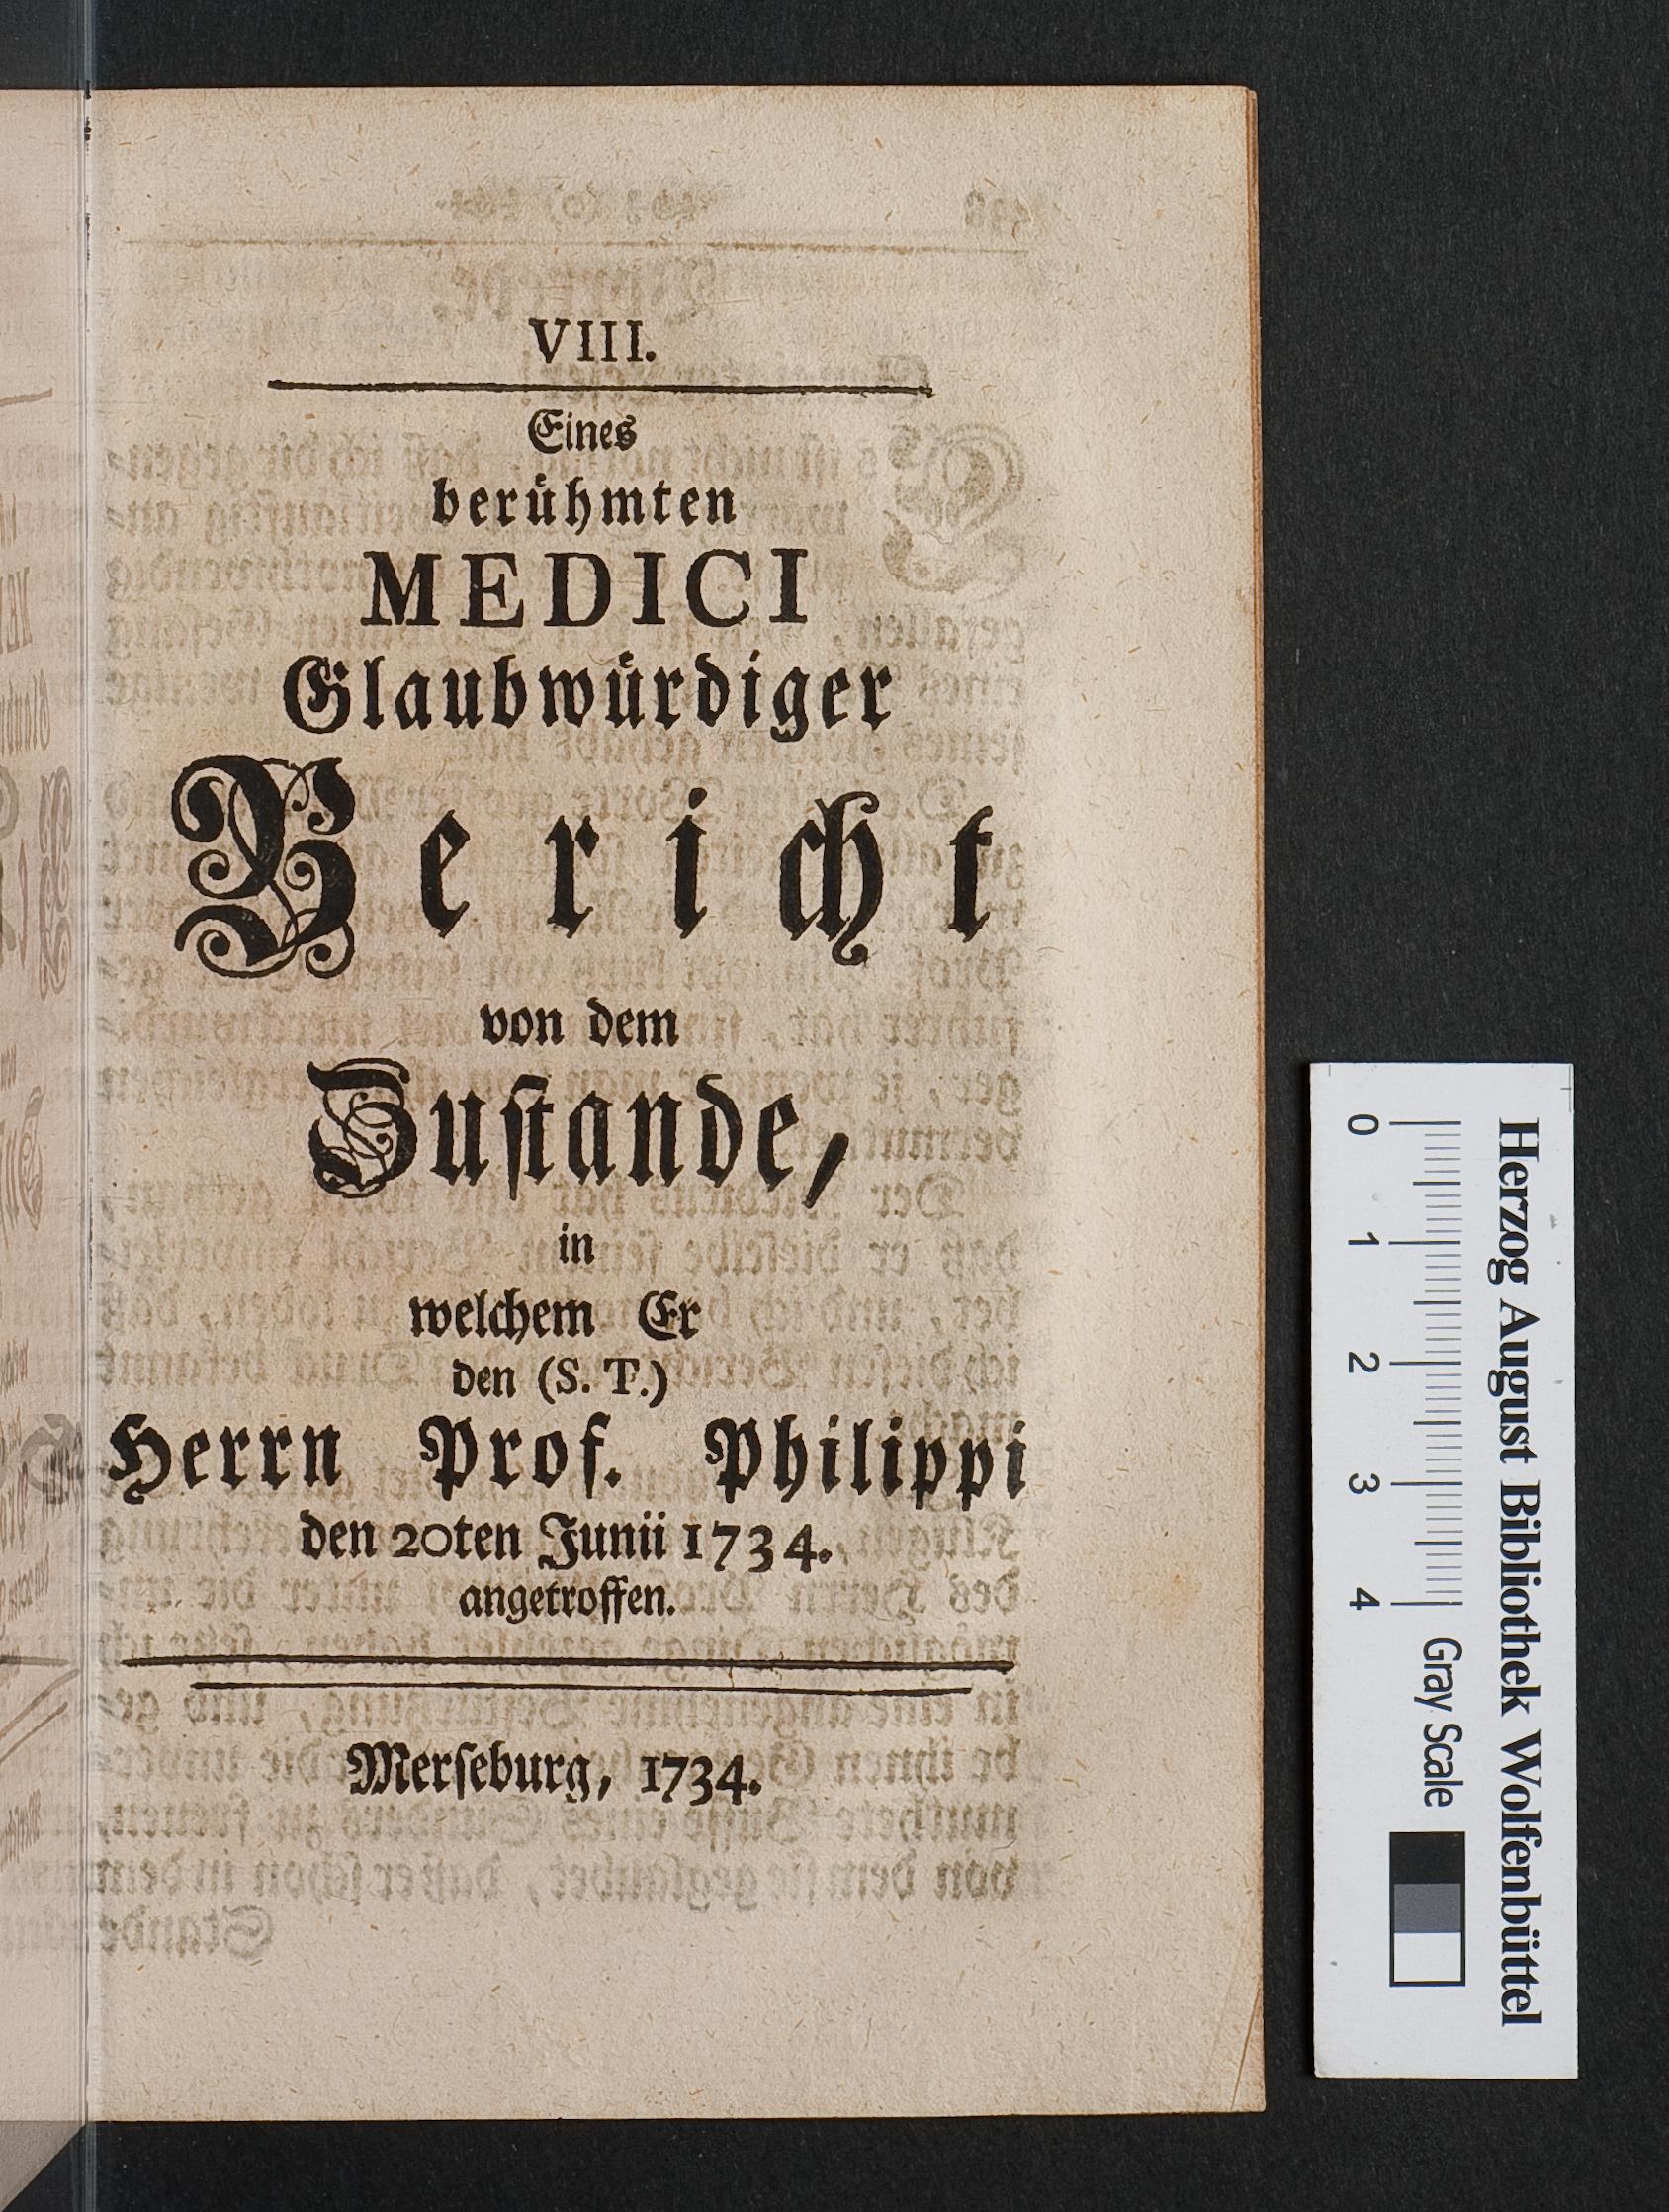 VIII.
Eines
berühmten
MEDICI
Glaubwürdiger
Bericht
von dem
Zuſtande,
in
welchem Er
den (S. T.)
Herrn Prof. Philippi
den 20ten Junii 1734.
angetroffen.
Merſeburg, 1734.
Herzog August Bibliothek Wolfenbüttel
0 1 2 3 4 Gray Scale